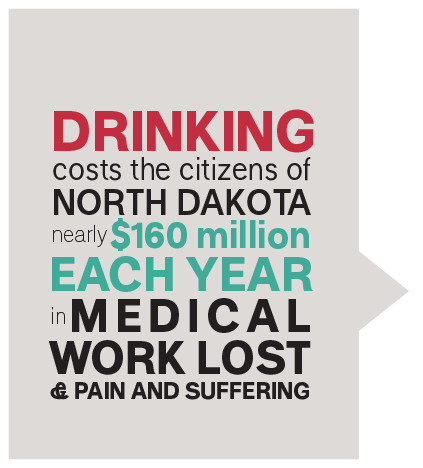 DRINKING
costs the citizens of
NORTH DAKOTA
nearly $160 million
EACH YEAR
in MEDICAL
WORK LOST
& PAIN AND SUFFERING